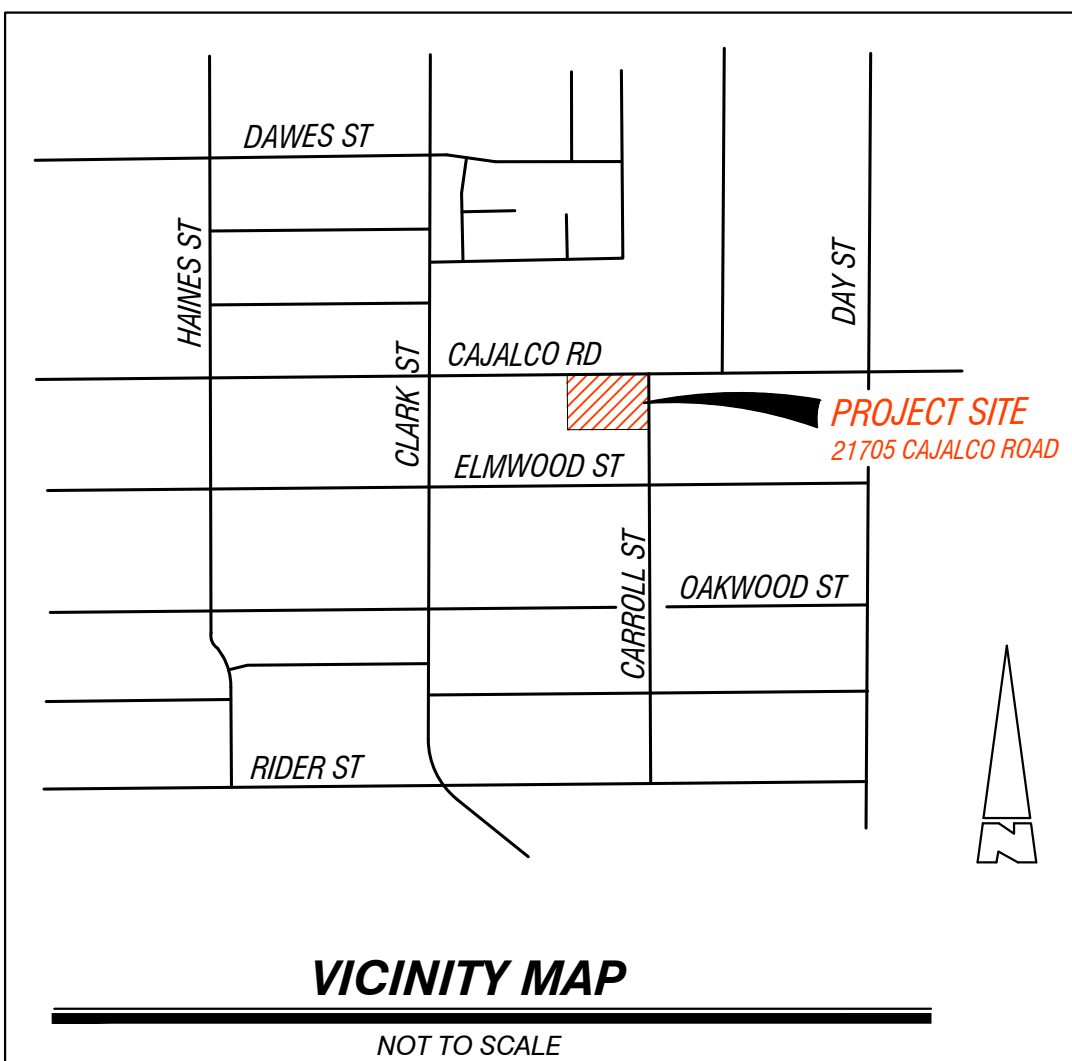 DAWES ST
HAINES ST
DAY ST
CLARK ST
CAJALCO RD
PROJECT SITE
21705 CAJALCO ROAD
ELMWOOD ST
CARROLL ST
OAKWOOD ST
RIDER ST
N
VICINITY MAP
NOT TO SCALE